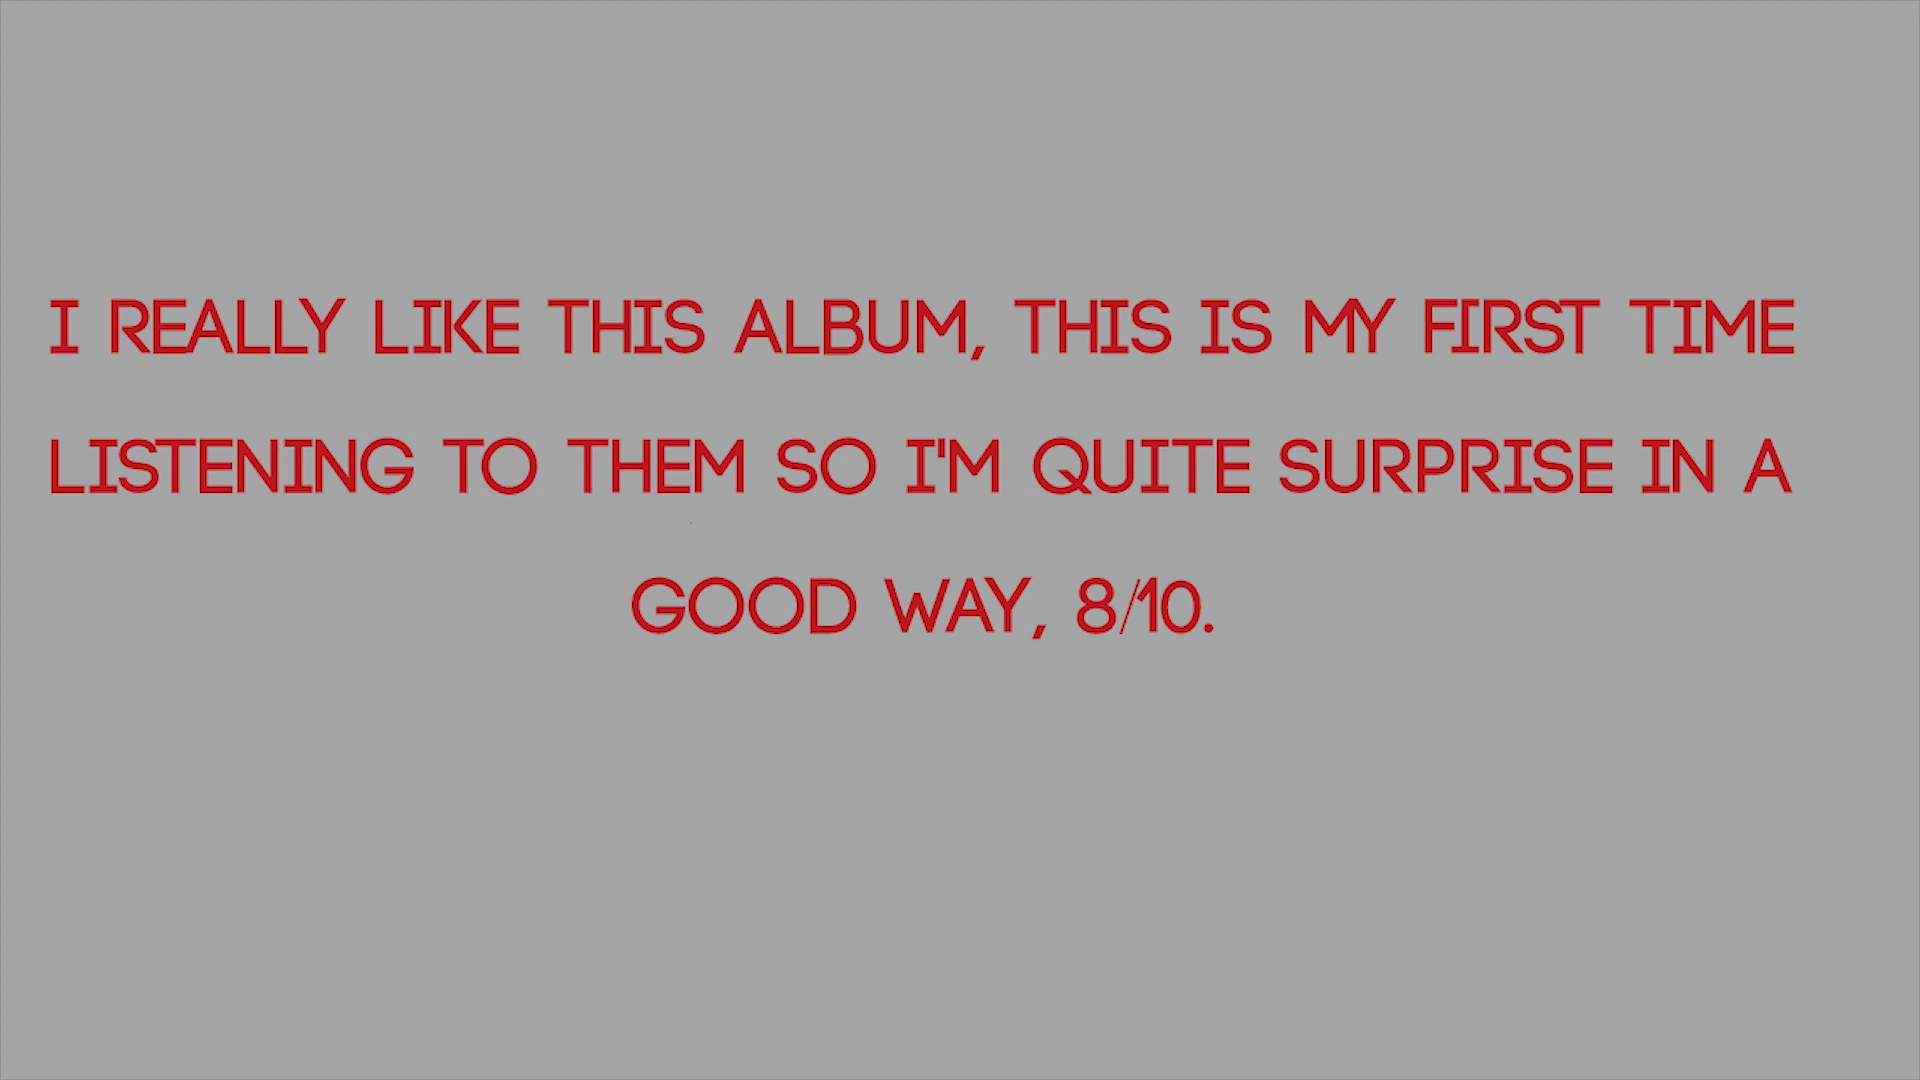 I REALLY LIKE THIS ALBUM, THIS IS MY FIRST TIME
LISTENING TO THEM SO I'M QUITE SURPRISE IN A
GOOD WAY, 8/10.